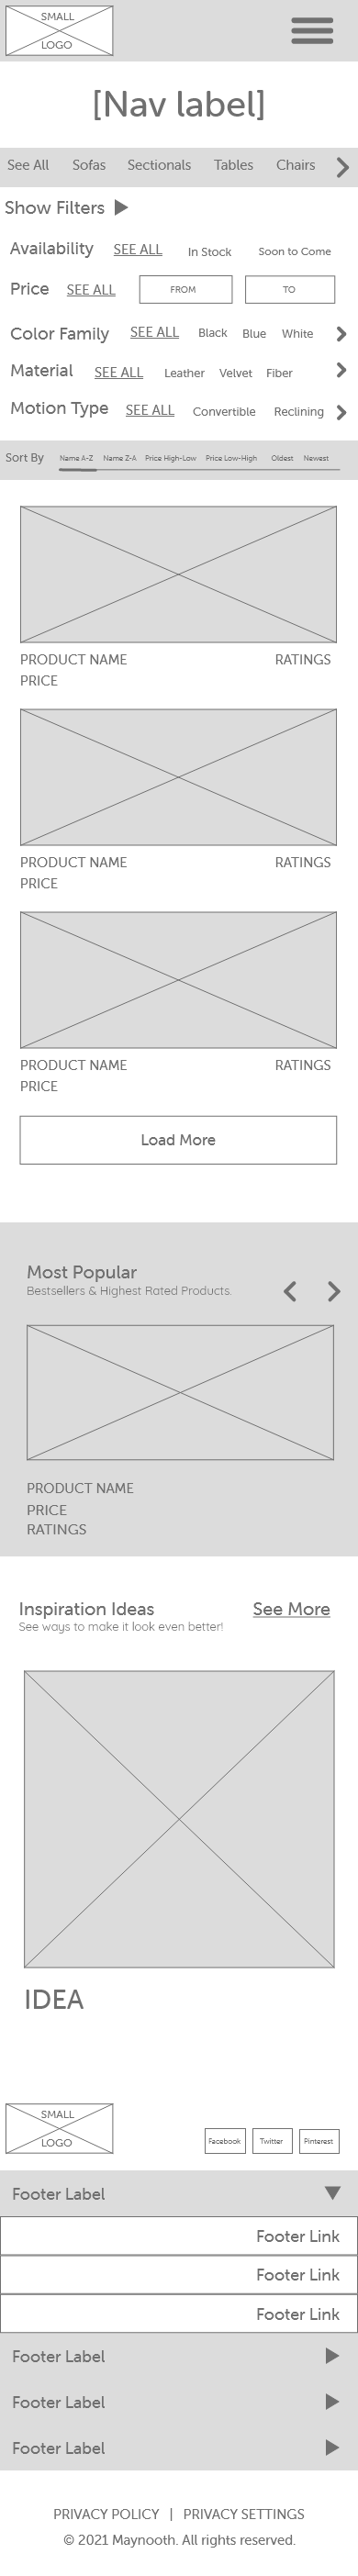 SMALL
LOGO
[Nav label]
See All Sofas Sectionals Tables Chairs
Show Filters
Availability SEE ALL In Stock Soon to Come
Price SEE ALL FROM TO
Color Family SEE ALL Black Blue White
Material SEE ALL Leather Velvet Fiber
Motion Type SEE ALL Convertible Reclining
Sort By Name A-Z Name Z-A Price High-Low Price Low-High Oldest Newest
PRODUCT NAME RATINGS
PRICE
PRODUCT NAME RATINGS
PRICE
PRODUCT NAME RATINGS
PRICE
Load More
Most Popular
Bestsellers & Highest Rated Products.
PRODUCT NAME
PRICE
RATINGS
Inspiration Ideas See More
See ways to make it look even better!
IDEA
SMALL
LOGO
Facebook Twitter Pinterest
Footer Label
Footer Link
Footer Link
Footer Link
Footer Label
Footer Label
Footer Label
PRIVACY POLICY | PRIVACY SETTINGS
© 2021 Maynooth. All rights reserved.